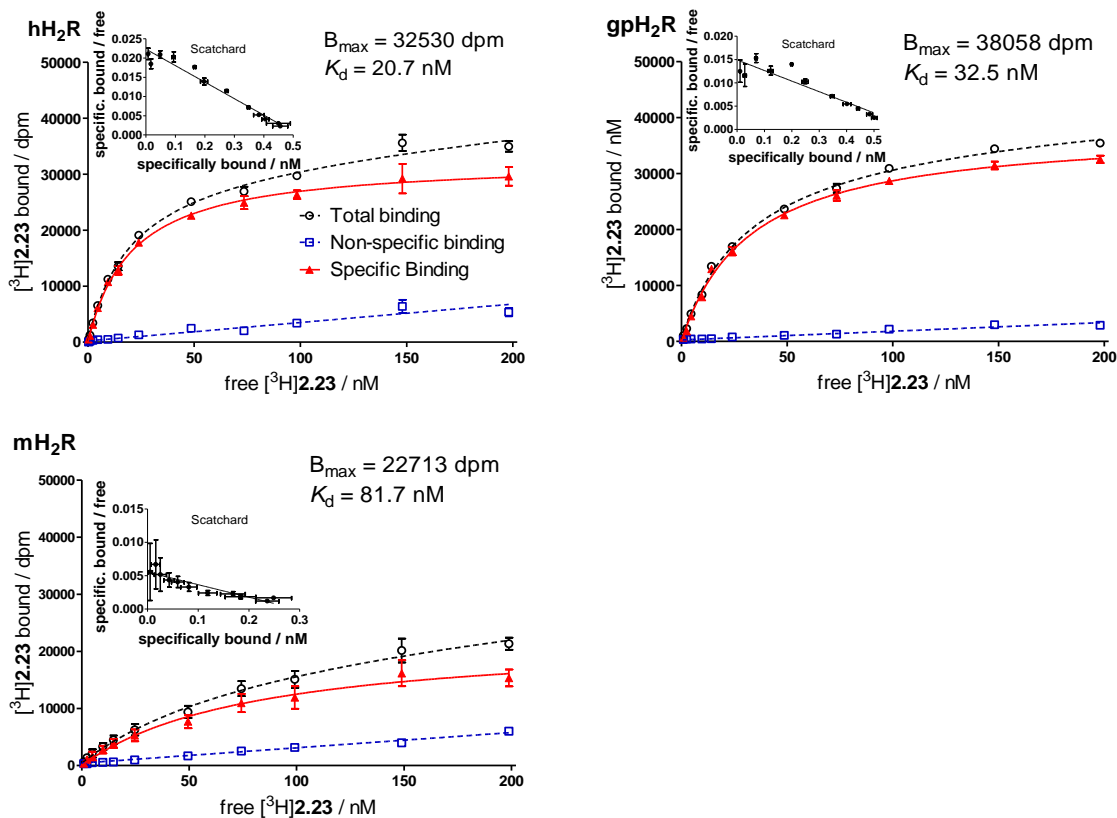 hH2R
Scatchard
Bmax = 32530 dpm
Kd = 20.7 nM
specific. bound / free
0.025
0.020
0.015
0.010
0.005
0.000
0.0 0.1 0.2 0.3 0.4 0.5
specifically bound / nM
[³H]2.23 bound / dpm
50000
40000
30000
20000
10000
0
Total binding
Non-specific binding
Specific Binding
0 50 100 150 200
free [³H]2.23 / nM
gpH2R
Scatchard
Bmax = 38058 dpm
Kd = 32.5 nM
specific. bound / free
0.020
0.015
0.010
0.005
0.000
0.0 0.1 0.2 0.3 0.4 0.5
specifically bound / nM
[³H]2.23 bound / nM
50000
40000
30000
20000
10000
0
0 50 100 150 200
free [³H]2.23 / nM
mH2R
Bmax = 22713 dpm
Kd = 81.7 nM
Scatchard
specific. bound / free
0.015
0.010
0.005
0.000
0.0 0.1 0.2 0.3
specifically bound / nM
[³H]2.23 bound / dpm
50000
40000
30000
20000
10000
0
0 50 100 150 200
free [³H]2.23 / nM